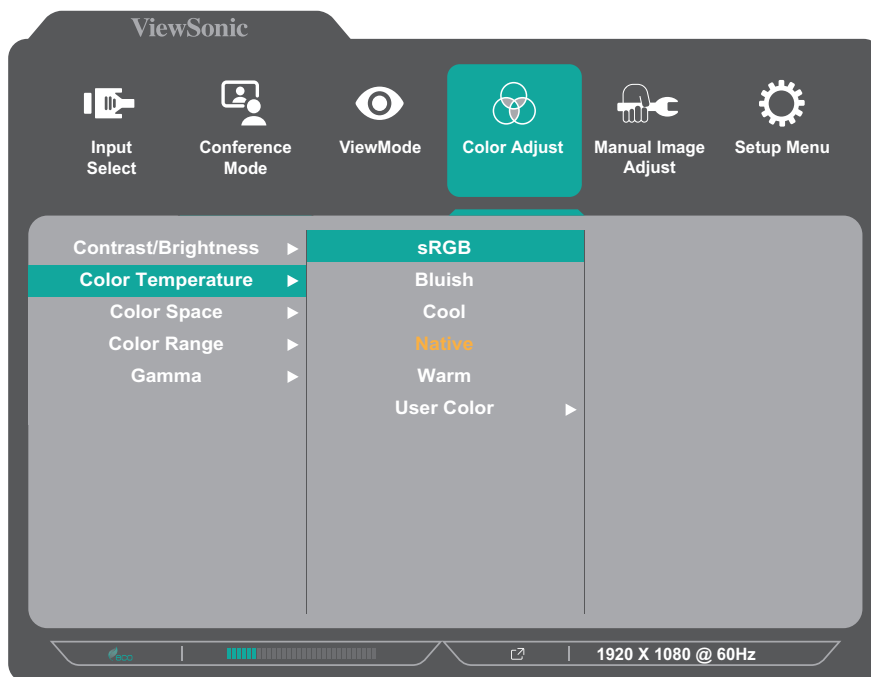 ViewSonic
Input Select
Conference Mode
ViewMode
Color Adjust
Manual Image Adjust
Setup Menu
Contrast/Brightness
sRGB
Color Temperature
Bluish
Color Space
Cool
Color Range
Native
Gamma
Warm
User Color
ECO
1920 X 1080 @ 60Hz